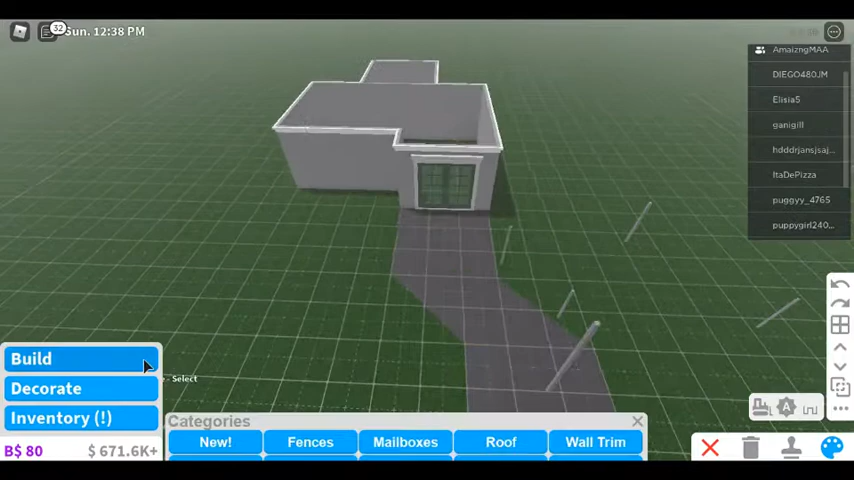 32
Sun. 12:38 PM
AmaizngMAA
DIEGO480JM
Elisia5
ganigill
hdddrjansjsaj...
ItaDePizza
puggyy_4765
puppygirl240...
Build
- Select
Decorate
Inventory (!)
B$ 80
$ 671.6K+
Categories
New!
Fences
Mailboxes
Roof
Wall Trim
A